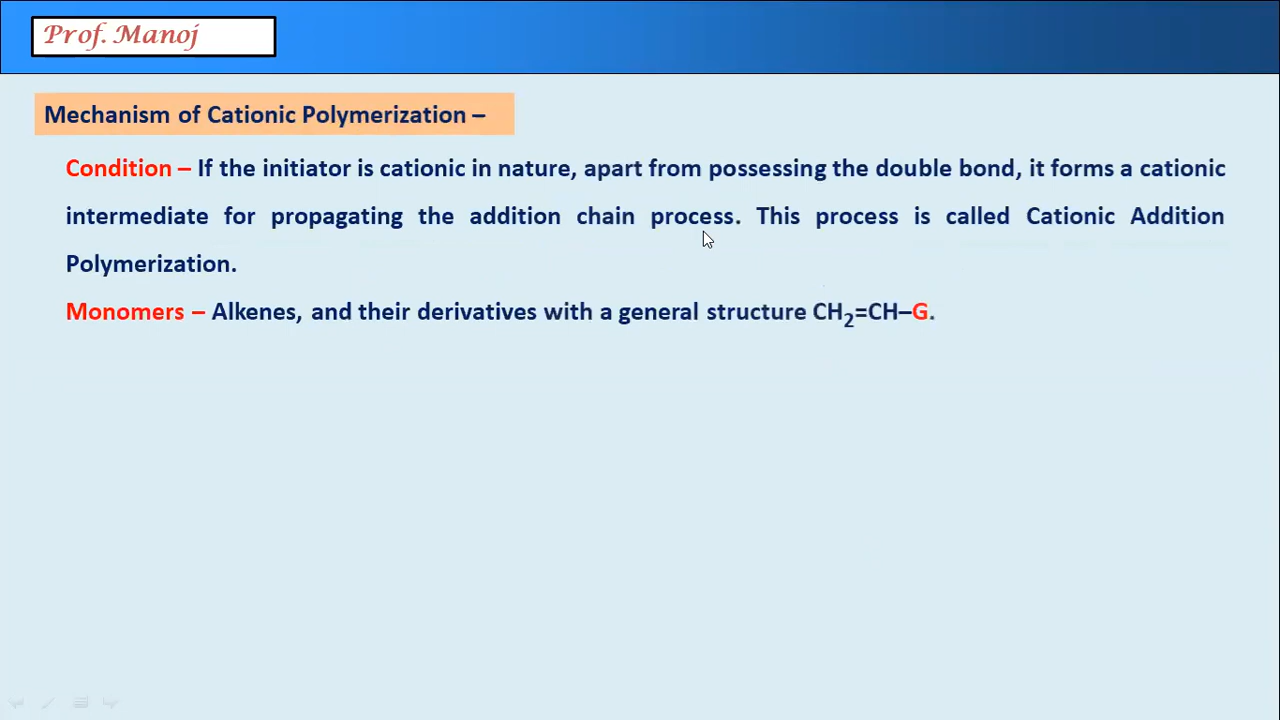 Prof. Manoj
Mechanism of Cationic Polymerization –
Condition – If the initiator is cationic in nature, apart from possessing the double bond, it forms a cationic
intermediate for propagating the addition chain process. This process is called Cationic Addition
Polymerization.
Monomers – Alkenes, and their derivatives with a general structure CH₂=CH–G.